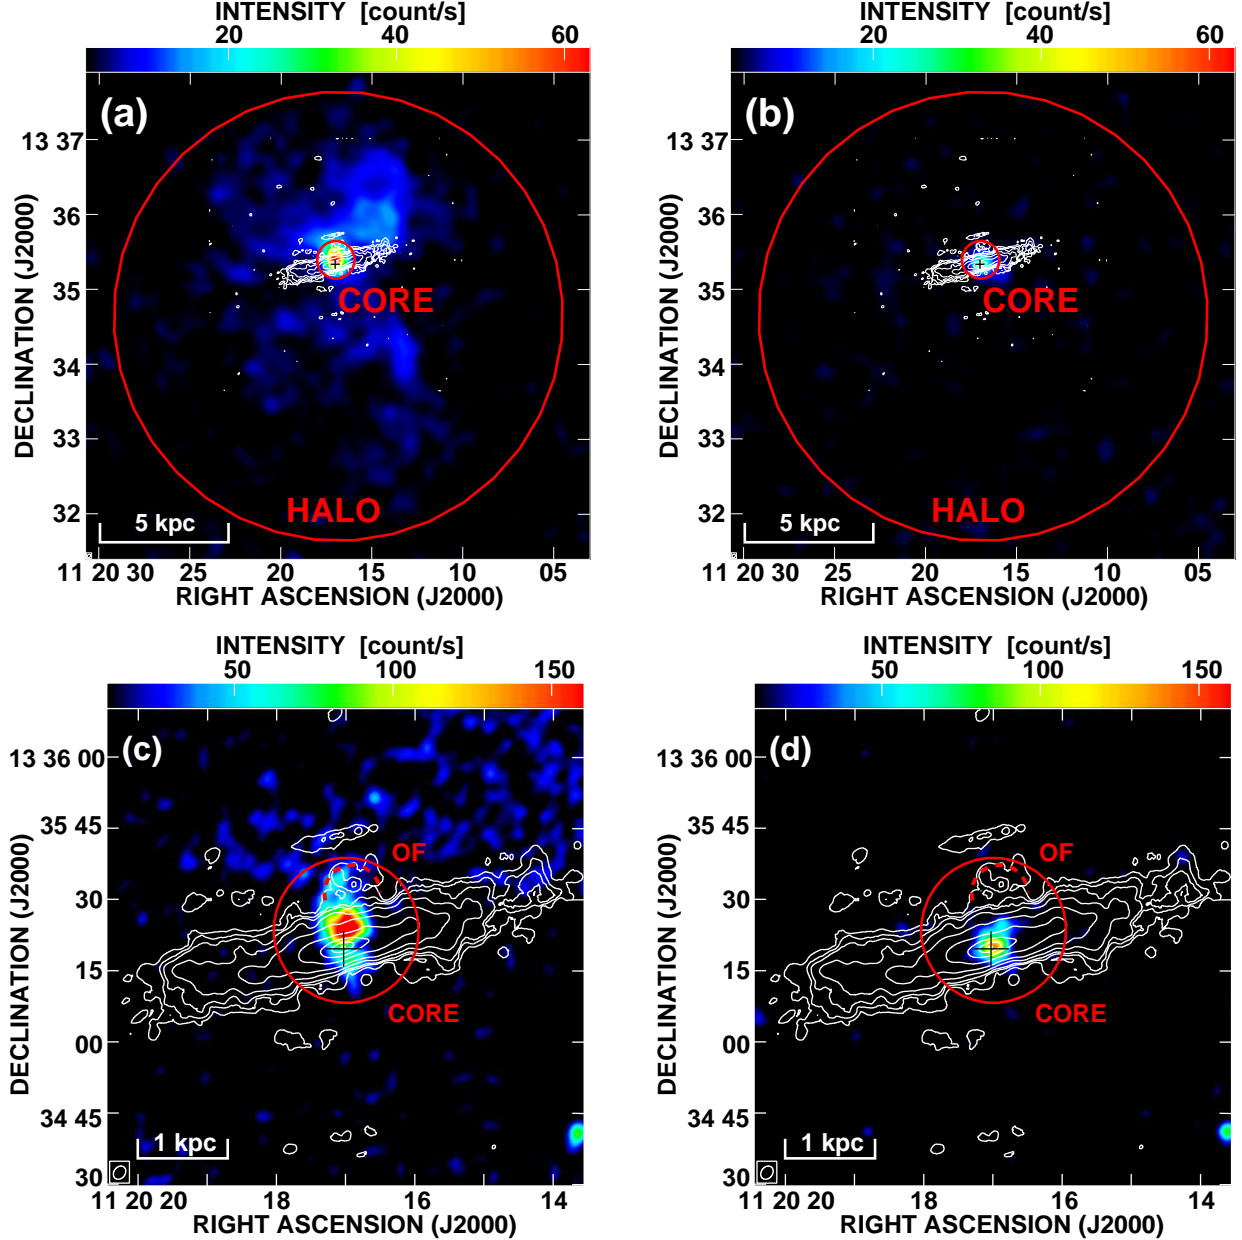 INTENSITY [count/s]
20 40 60
(a)
13 37
36
35
34
33
32
DECLINATION (J2000)
CORE
HALO
5 kpc
11 20 30 25 20 15 10 05
RIGHT ASCENSION (J2000)
INTENSITY [count/s]
20 40 60
(b)
13 37
36
35
34
33
32
DECLINATION (J2000)
CORE
HALO
5 kpc
11 20 30 25 20 15 10 05
RIGHT ASCENSION (J2000)
INTENSITY [count/s]
50 100 150
(c)
13 36 00
35 45
30
15
00
34 45
30
DECLINATION (J2000)
OF
CORE
1 kpc
11 20 20 18 16 14
RIGHT ASCENSION (J2000)
INTENSITY [count/s]
50 100 150
(d)
13 36 00
35 45
30
15
00
34 45
30
DECLINATION (J2000)
OF
CORE
1 kpc
11 20 20 18 16 14
RIGHT ASCENSION (J2000)